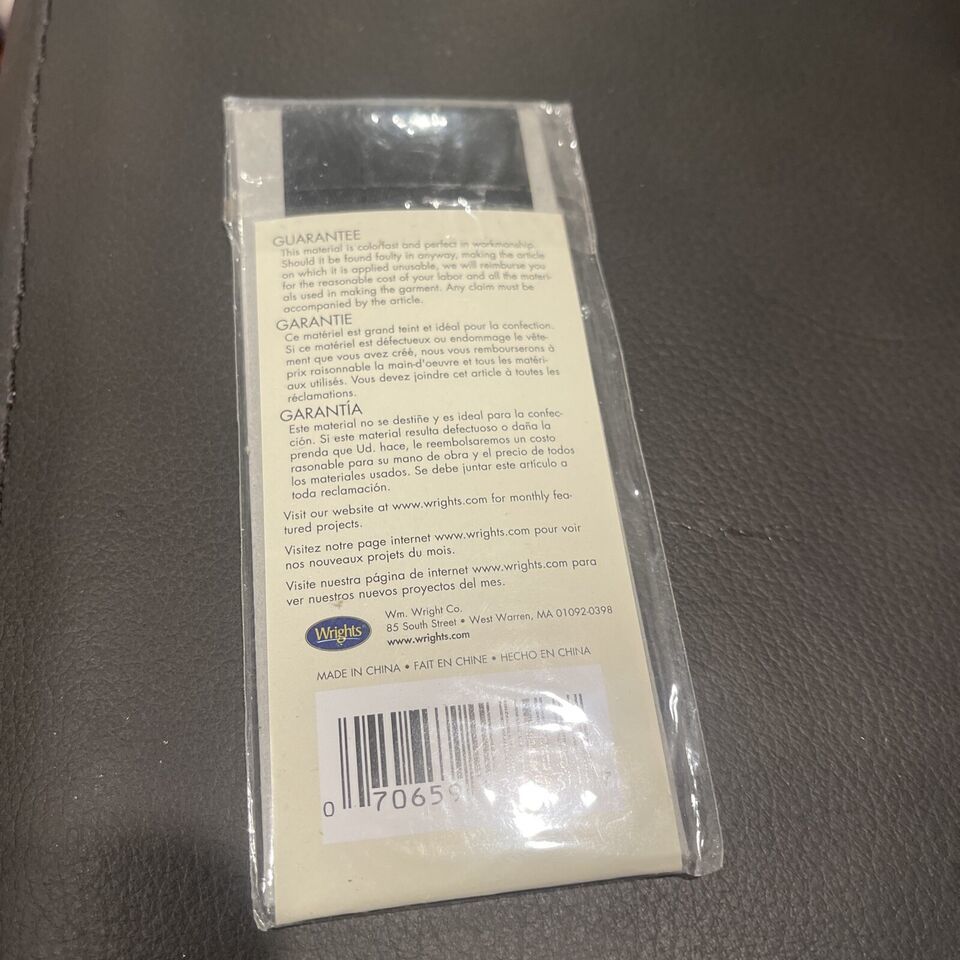 GUARANTEE
This material is colorfast and perfect in workmanship.
Should it be found faulty in anyway, making the article
on which it is applied unusable, we will reimburse you
for the reasonable cost of your labor and all the materi-
als used in making the garment. Any claim must be
accompanied by the article.
GARANTIE
Ce matériel est grand teint et idéal pour la confection.
Si ce matériel est défectueux ou endommage le vête-
ment que vous avez créé, nous vous rembourserons à
prix raisonnable la main-d'oeuvre et tous les matéri-
aux utilisés. Vous devez joindre cet article à toutes les
réclamations.
GARANTÍA
Este material no se destiñe y es ideal para la confec-
ción. Si este material resulta defectuoso o daña la
prenda que Ud. hace, le reembolsaremos un costo
rasonable para su mano de obra y el precio de todos
los materiales usados. Se debe juntar este artículo a
toda reclamación.
Visit our website at www.wrights.com for monthly fea-
tured projects.
Visitez notre page internet www.wrights.com pour voir
nos nouveaux projets du mois.
Visite nuestra página de internet www.wrights.com para
ver nuestros nuevos proyectos del mes.
Wrights®
Wm. Wright Co.
85 South Street • West Warren, MA 01092-0398
www.wrights.com
MADE IN CHINA • FAIT EN CHINE • HECHO EN CHINA
0 70659 7